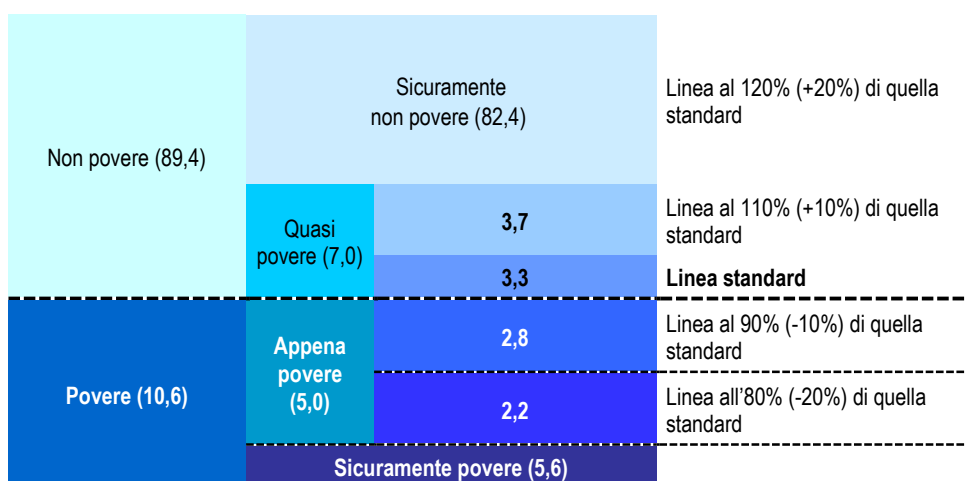 Sicuramente
non povere (82,4)
Linea al 120% (+20%) di quella
standard
Non povere (89,4)
Quasi
povere (7,0)
3,7
Linea al 110% (+10%) di quella
standard
3,3
Linea standard
Povere (10,6)
Appena
povere
(5,0)
2,8
Linea al 90% (-10%) di quella
standard
2,2
Linea all'80% (-20%) di quella
standard
Sicuramente povere (5,6)